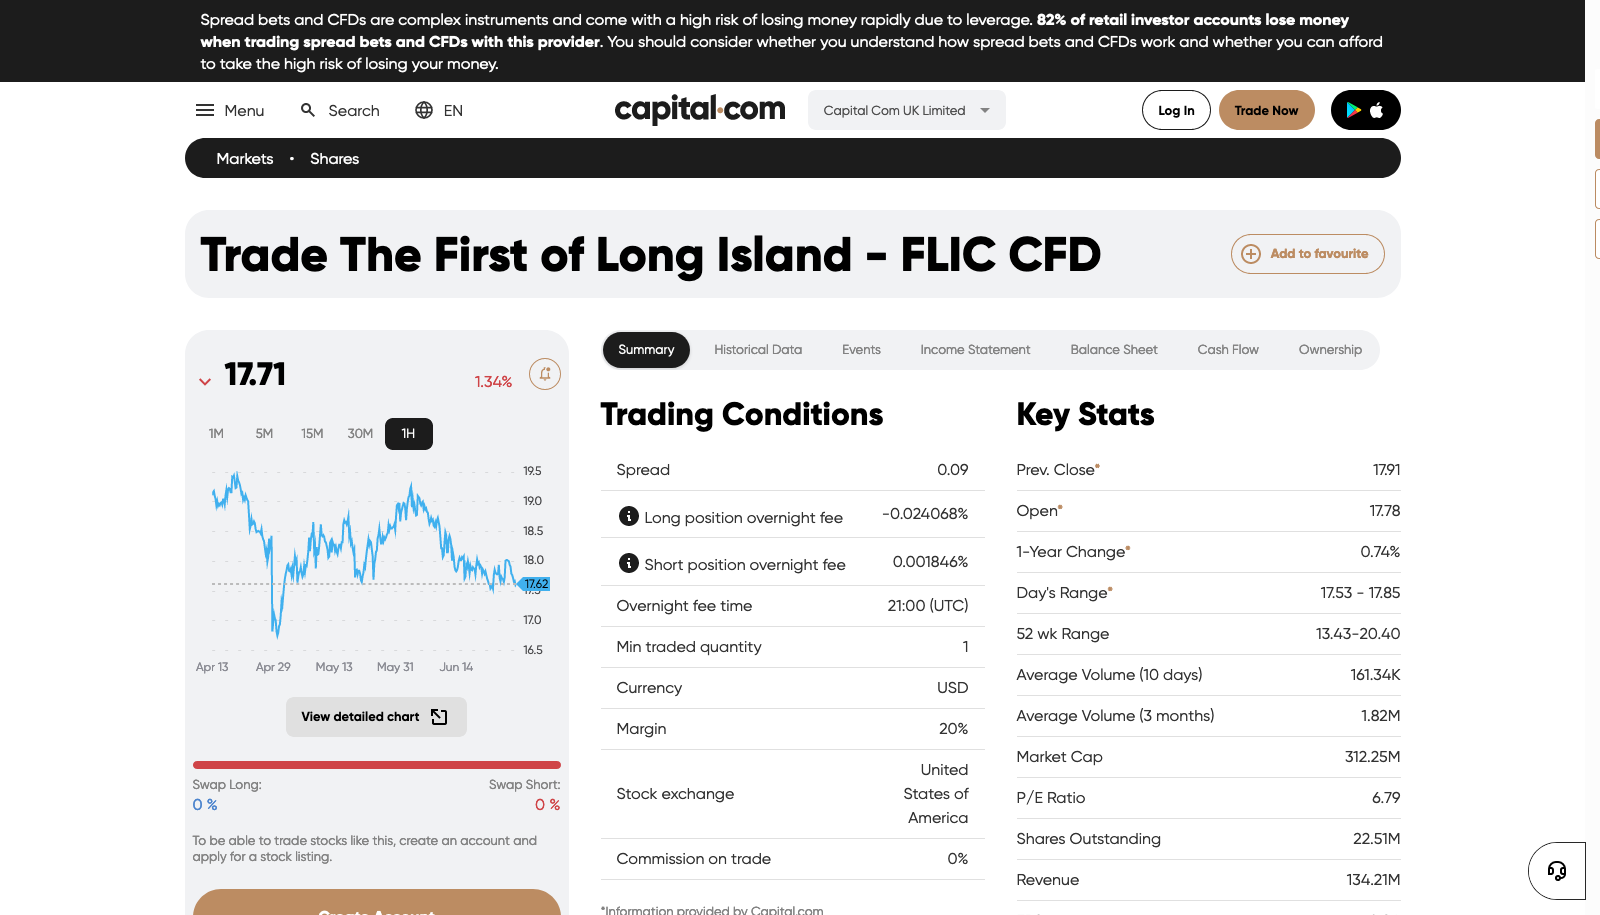 Spread bets and CFDs are complex instruments and come with a high risk of losing money rapidly due to leverage. 82% of retail investor accounts lose money
when trading spread bets and CFDs with this provider. You should consider whether you understand how spread bets and CFDs work and whether you can afford
to take the high risk of losing your money.
Menu
Search
EN
capital.com
Capital Com UK Limited
Log In
Trade Now
Markets
Shares
Trade The First of Long Island - FLIC CFD
Add to favourite
17.71
1.34%
1M 5M 15M 30M 1H
19.5
19.0
18.5
18.0
17.62
17.5
17.0
16.5
Apr 13 Apr 29 May 13 May 31 Jun 14
View detailed chart
Swap Long: Swap Short:
0 % 0 %
To be able to trade stocks like this, create an account and
apply for a stock listing.
Create Account
Summary Historical Data Events Income Statement Balance Sheet Cash Flow Ownership
Trading Conditions
Spread 0.09
Long position overnight fee -0.024068%
Short position overnight fee 0.001846%
Overnight fee time 21:00 (UTC)
Min traded quantity 1
Currency USD
Margin 20%
Stock exchange United
States of
America
Commission on trade 0%
*Information provided by Capital.com
Key Stats
Prev. Close* 17.91
Open* 17.78
1-Year Change* 0.74%
Day's Range* 17.53 - 17.85
52 wk Range 13.43-20.40
Average Volume (10 days) 161.34K
Average Volume (3 months) 1.82M
Market Cap 312.25M
P/E Ratio 6.79
Shares Outstanding 22.51M
Revenue 134.21M